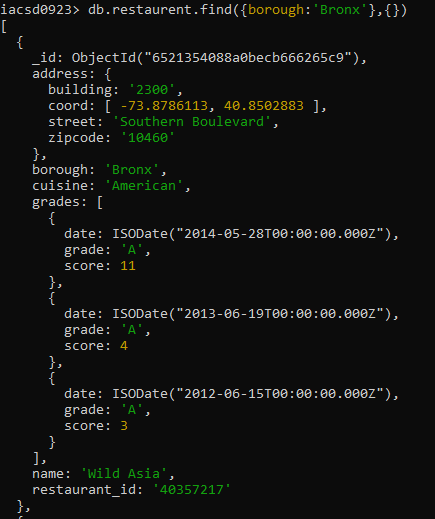 iacsd0923> db.restaurent.find({borough:'Bronx'},{})
[
  {
    _id: ObjectId("6521354088a0becb666265c9"),
    address: {
      building: '2300',
      coord: [ -73.8786113, 40.8502883 ],
      street: 'Southern Boulevard',
      zipcode: '10460'
    },
    borough: 'Bronx',
    cuisine: 'American',
    grades: [
      {
        date: ISODate("2014-05-28T00:00:00.000Z"),
        grade: 'A',
        score: 11
      },
      {
        date: ISODate("2013-06-19T00:00:00.000Z"),
        grade: 'A',
        score: 4
      },
      {
        date: ISODate("2012-06-15T00:00:00.000Z"),
        grade: 'A',
        score: 3
      }
    ],
    name: 'Wild Asia',
    restaurant_id: '40357217'
  },